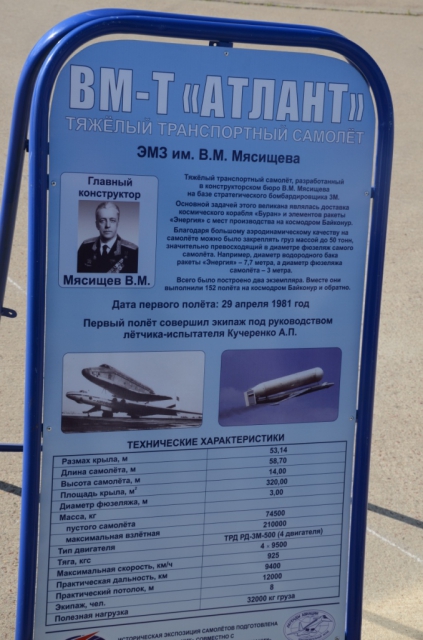 ВМ-Т «АТЛАНТ»
ТЯЖЁЛЫЙ ТРАНСПОРТНЫЙ САМОЛЁТ
ЭМЗ им. В.М. Мясищева
Главный
конструктор
Мясищев В.М.
Тяжёлый транспортный самолёт, разработанный
в конструкторском бюро В.М. Мясищева
на базе стратегического бомбардировщика 3М.
Основной задачей этого великана являлась доставка
космического корабля «Буран» и элементов ракеты
«Энергия» с мест производства на космодром Байконур.
Благодаря большому аэродинамическому качеству на
самолёте можно было закреплять груз массой до 50 тонн,
значительно превосходящий в диаметре фюзеляж самого
самолёта. Например, диаметр водородного бака
ракеты «Энергия» – 7,7 метра, а диаметр фюзеляжа
самолёта – 3 метра.
Всего было построено два экземпляра. Вместе они
выполнили 152 полёта на космодром Байконур и обратно.
Дата первого полёта: 29 апреля 1981 год
Первый полёт совершил экипаж под руководством
лётчика-испытателя Кучеренко А.П.
ТЕХНИЧЕСКИЕ ХАРАКТЕРИСТИКИ
Размах крыла, м 53,14
Длина самолёта, м 58,70
Высота самолёта, м 14,00
Площадь крыла, м² 320,00
Диаметр фюзеляжа, м 3,00
Масса, кг
пустого самолёта 74500
максимальная взлётная 210000
Тип двигателя ТРД РД-3М-500 (4 двигателя)
Тяга, кгс 4 - 9500
Максимальная скорость, км/ч 925
Практическая дальность, км 9400
Практический потолок, м 12000
Экипаж, чел. 8
Полезная нагрузка 32000 кг груза
ИСТОРИЧЕСКАЯ ЭКСПОЗИЦИЯ САМОЛЁТОВ ПОДГОТОВЛЕНА
СОВМЕСТНО С